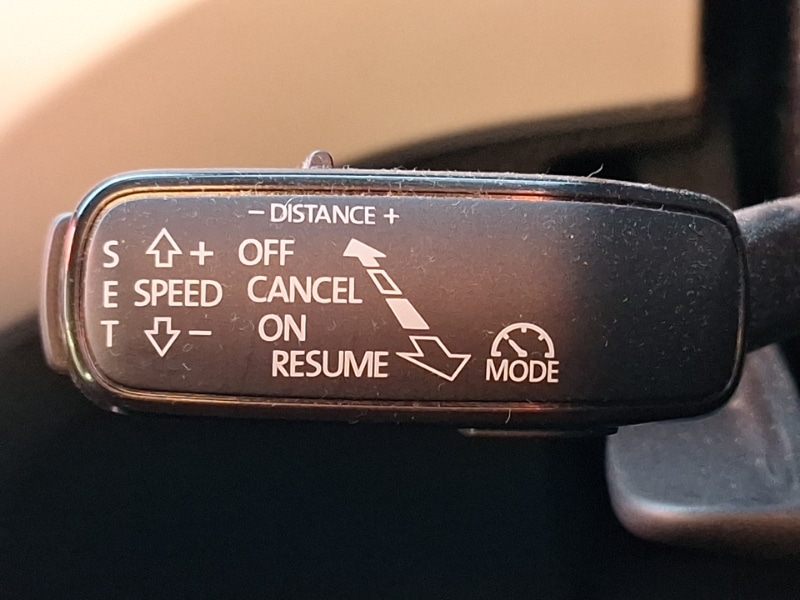 − DISTANCE +
S + OFF
E SPEED CANCEL
T − ON
RESUME
MODE